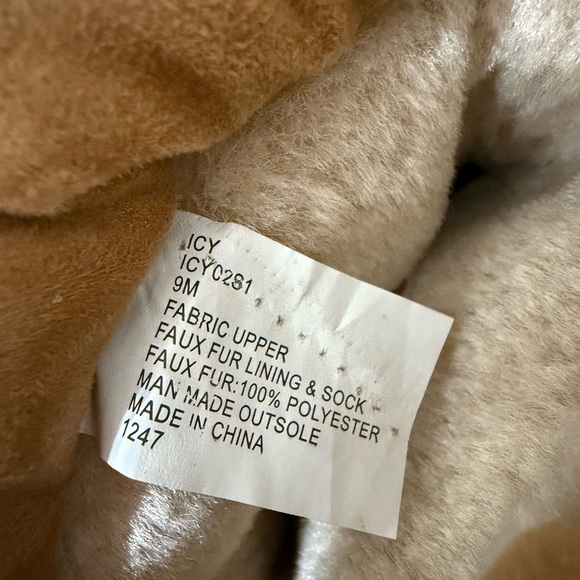 ICY
ICY02S1
9M
FABRIC UPPER
FAUX FUR LINING & SOCK
FAUX FUR:100% POLYESTER
MAN MADE OUTSOLE
MADE IN CHINA
1247